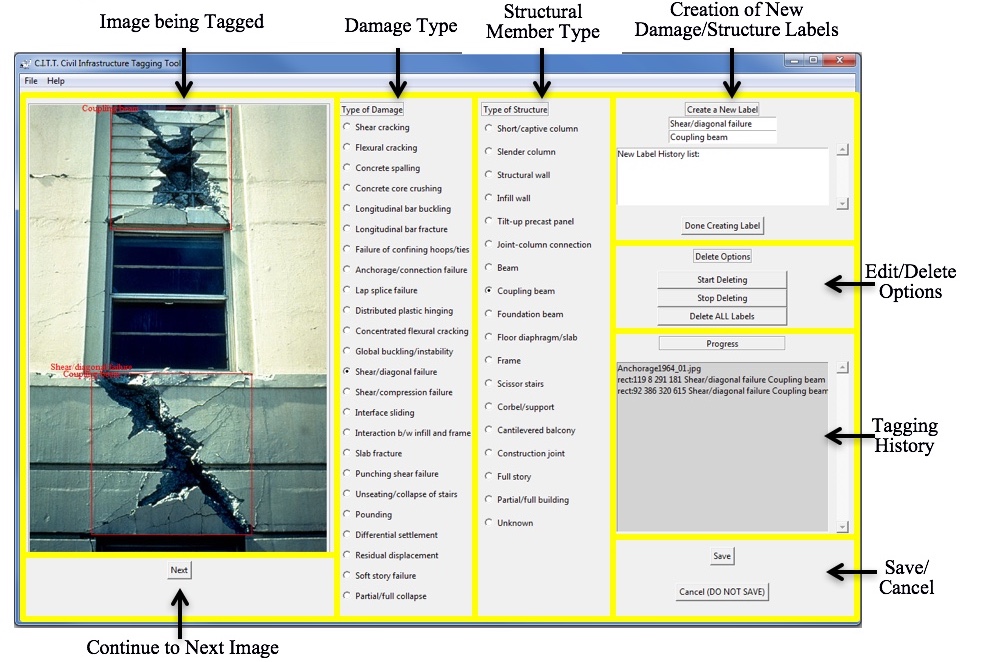 Image being Tagged
Damage Type
Structural
Member Type
Creation of New
Damage/Structure Labels
C.I.T.T. Civil Infrastructure Tagging Tool
File Help
Coupling beam
Shear/diagonal failure
Coupling beam
Next
Type of Damage
Shear cracking
Flexural cracking
Concrete spalling
Concrete core crushing
Longitudinal bar buckling
Longitudinal bar fracture
Failure of confining hoops/ties
Anchorage/connection failure
Lap splice failure
Distributed plastic hinging
Concentrated flexural cracking
Global buckling/instability
Shear/diagonal failure
Shear/compression failure
Interface sliding
Interaction b/w infill and frame
Slab fracture
Punching shear failure
Unseating/collapse of stairs
Pounding
Differential settlement
Residual displacement
Soft story failure
Partial/full collapse
Type of Structure
Short/captive column
Slender column
Structural wall
Infill wall
Tilt-up precast panel
Joint-column connection
Beam
Coupling beam
Foundation beam
Floor diaphragm/slab
Frame
Scissor stairs
Corbel/support
Cantilevered balcony
Construction joint
Full story
Partial/full building
Unknown
Create a New Label
Shear/diagonal failure
Coupling beam
New Label History list:
Done Creating Label
Delete Options
Start Deleting
Stop Deleting
Delete ALL Labels
Progress
Anchorage1964_01.jpg
rect:119 8 291 181 Shear/diagonal failure Coupling beam
rect:92 386 320 615 Shear/diagonal failure Coupling beam
Save
Cancel (DO NOT SAVE)
Edit/Delete
Options
Tagging
History
Save/
Cancel
Continue to Next Image